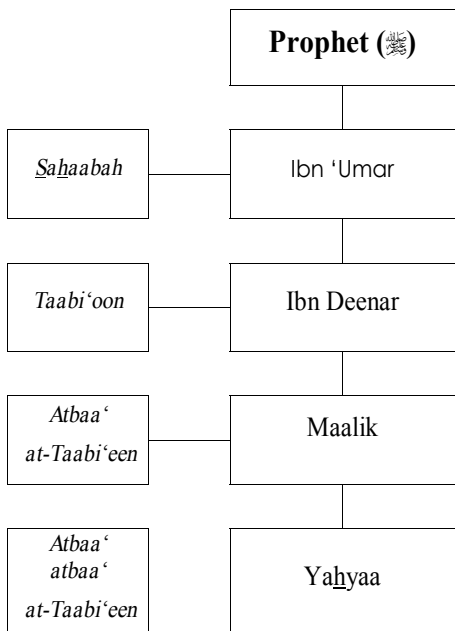 Prophet (ﷺ)
Sahaabah
Ibn ‘Umar
Taabi‘oon
Ibn Deenar
Atbaa‘
at-Taabi‘een
Maalik
Atbaa‘
atbaa‘
at-Taabi‘een
Yahyaa